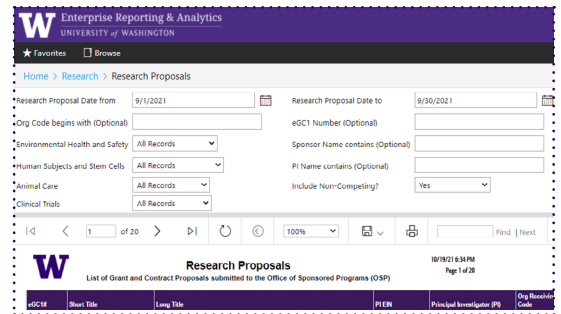 W Enterprise Reporting & Analytics
UNIVERSITY of WASHINGTON
Favorites Browse
Home > Research > Research Proposals
Research Proposal Date from 9/1/2021 Research Proposal Date to 9/30/2021
Org Code begins with (Optional) eGC1 Number (Optional)
Environmental Health and Safety All Records Sponsor Name contains (Optional)
Human Subjects and Stem Cells All Records PI Name contains (Optional)
Animal Care All Records Include Non-Competing? Yes
Clinical Trials All Records
1 of 20 100% Find | Next
W Research Proposals 10/19/21 6:34 PM
List of Grant and Contract Proposals submitted to the Office of Sponsored Programs (OSP) Page 1 of 20
eGC1# Short Title Long Title PI EIN Principal Investigator (PI) Org Receivin
Code